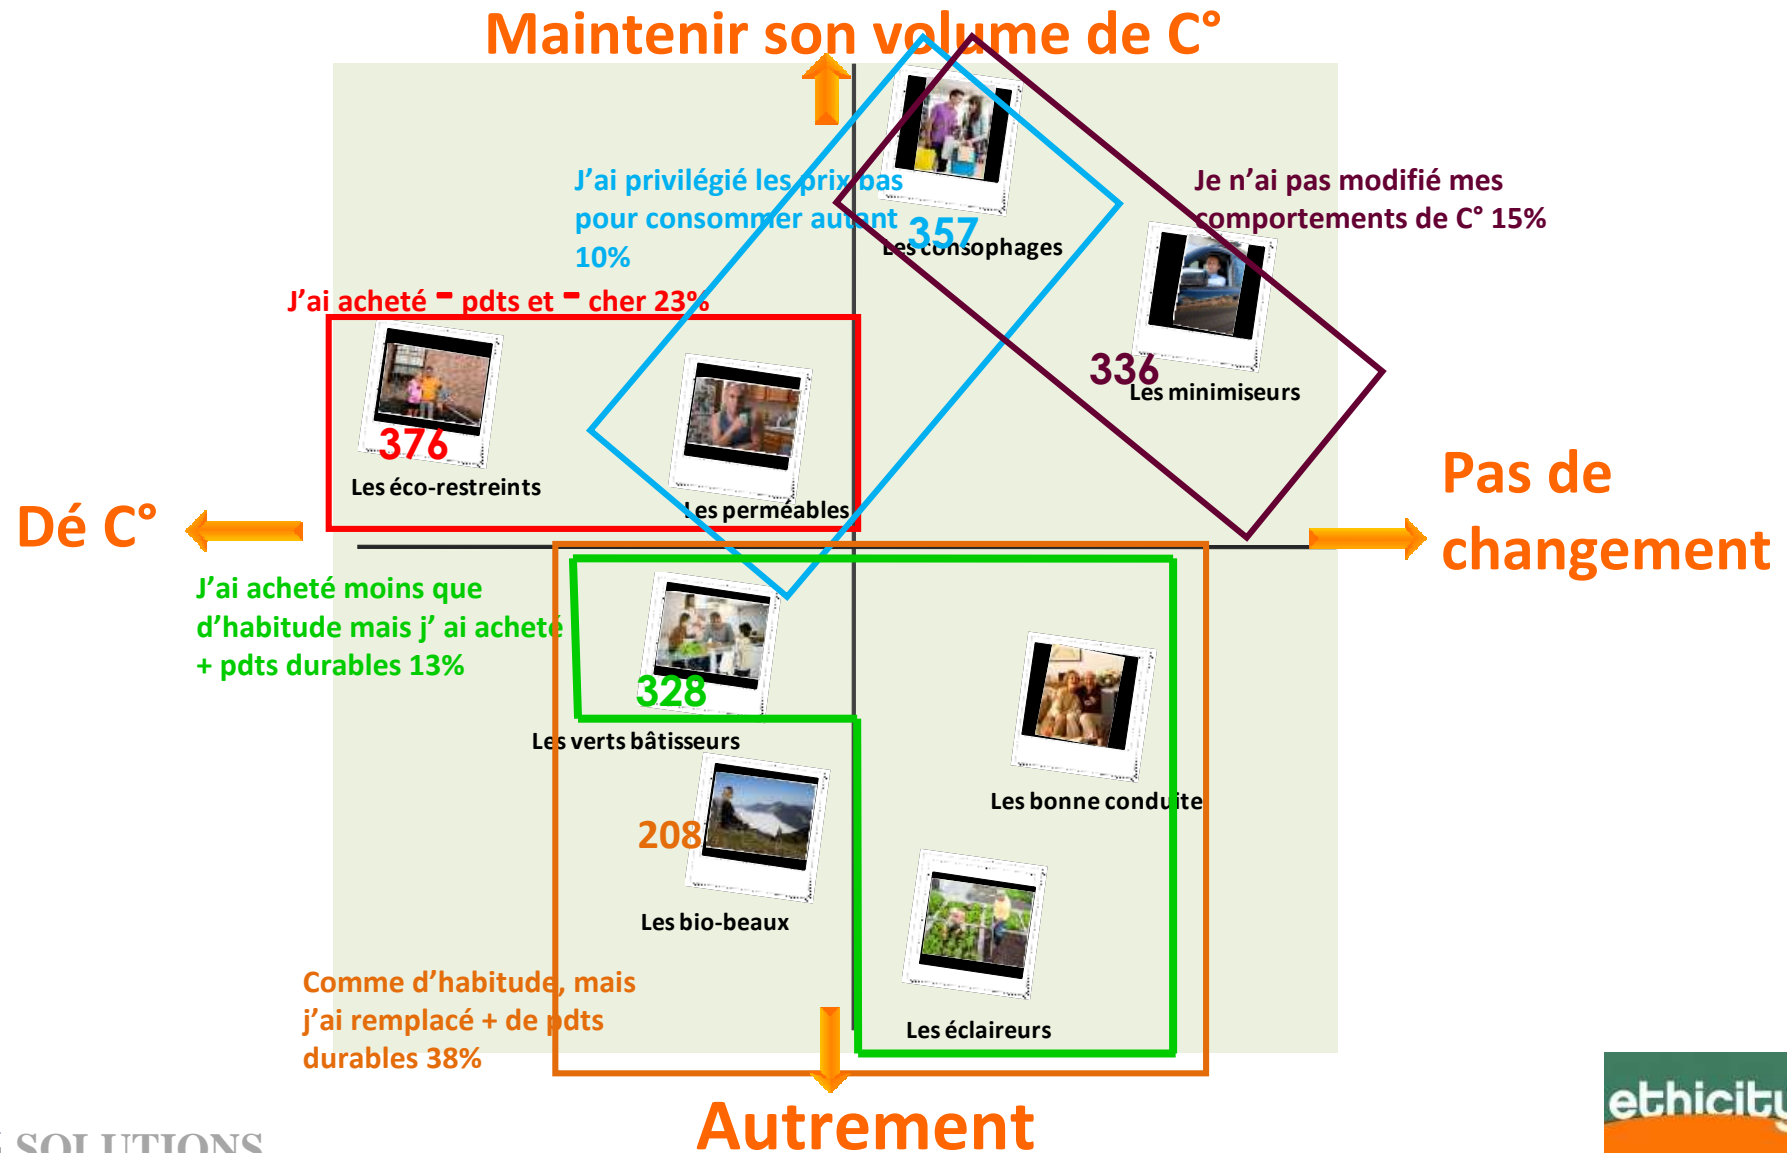 Maintenir son volume de C°
J'ai privilégié les prix bas
pour consommer autant
10%
Je n'ai pas modifié mes
comportements de C° 15%
357
Les consophages
J'ai acheté - pdts et - cher 23%
336
Les minimiseurs
376
Les éco-restreints
Les perméables
Dé C°
Pas de
changement
J'ai acheté moins que
d'habitude mais j' ai acheté
+ pdts durables 13%
328
Les verts bâtisseurs
Les bonne conduite
208
Les bio-beaux
Comme d'habitude, mais
j'ai remplacé + de pdts
durables 38%
Les éclaireurs
Autrement
SOLUTIONS
ethicity